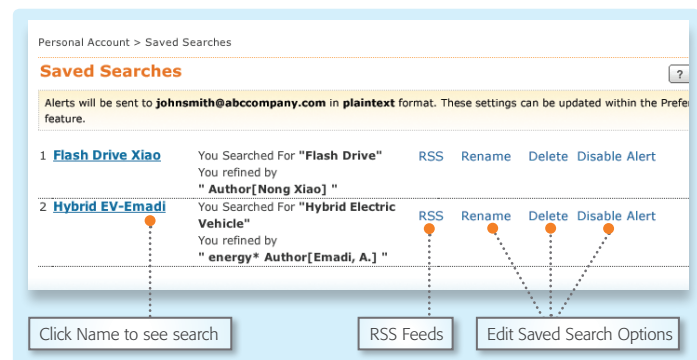 Personal Account > Saved Searches
Saved Searches
?
Alerts will be sent to johnsmith@abccompany.com in plaintext format. These settings can be updated within the
feature.
1 Flash Drive Xiao You Searched For "Flash Drive" RSS Rename Delete Disable Alert
You refined by
" Author[Nong Xiao] "
2 Hybrid EV-Emadi You Searched For "Hybrid Electric RSS Rename Delete Disable Alert
Vehicle"
You refined by
" energy* Author[Emadi, A.] "
Click Name to see search RSS Feeds Edit Saved Search Options